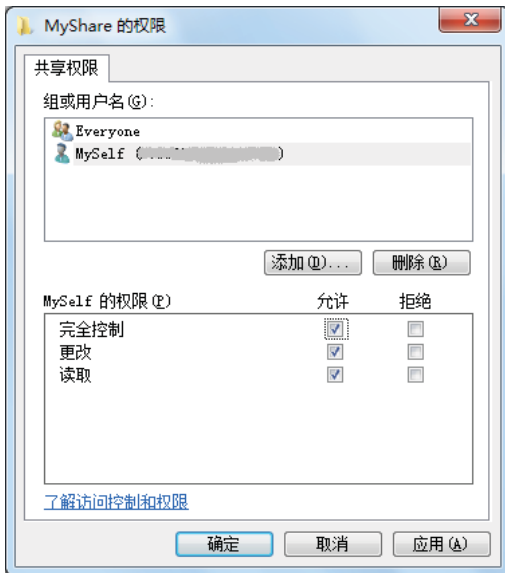 MyShare 的权限
共享权限
组或用户名(G):
Everyone
MySelf (                    )
添加(D)...
删除(R)
MySelf 的权限(P) 允许 拒绝
完全控制
更改
读取
了解访问控制和权限
确定
取消
应用(A)